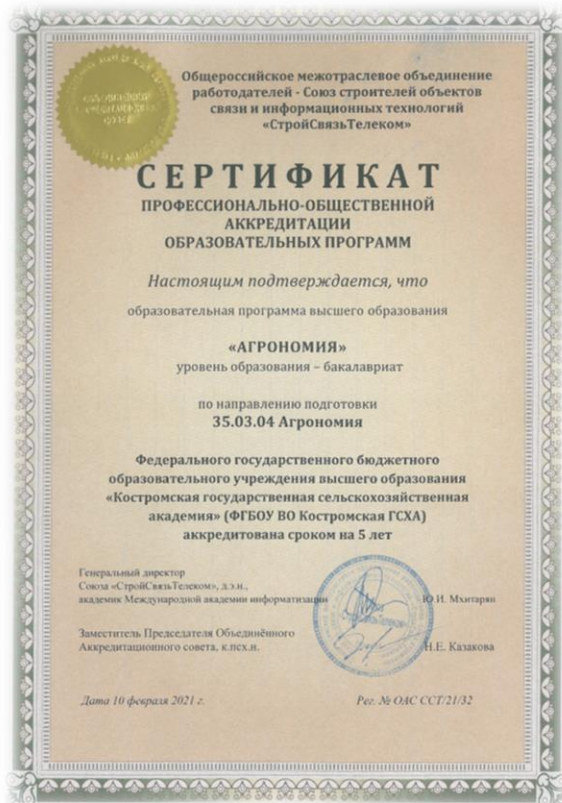 Общероссийское межотраслевое объединение
работодателей - Союз строителей объектов
связи и информационных технологий
«СтройСвязьТелеком»
СЕРТИФИКАТ
ПРОФЕССИОНАЛЬНО-ОБЩЕСТВЕННОЙ
АККРЕДИТАЦИИ
ОБРАЗОВАТЕЛЬНЫХ ПРОГРАММ
Настоящим подтверждается, что
образовательная программа высшего образования
«АГРОНОМИЯ»
уровень образования – бакалавриат
по направлению подготовки
35.03.04 Агрономия
Федерального государственного бюджетного
образовательного учреждения высшего образования
«Костромская государственная сельскохозяйственная
академия» (ФГБОУ ВО Костромская ГСХА)
аккредитована сроком на 5 лет
Генеральный директор
Союза «СтройСвязьТелеком», д.э.н.,
академик Международной академии информатизации Ю.И. Мхитарян
Заместитель Председателя Объединённого
Аккредитационного совета, к.псх.н. Н.Е. Казакова
Дата 10 февраля 2021 г. Рег. № ОАС ССТ/21/32